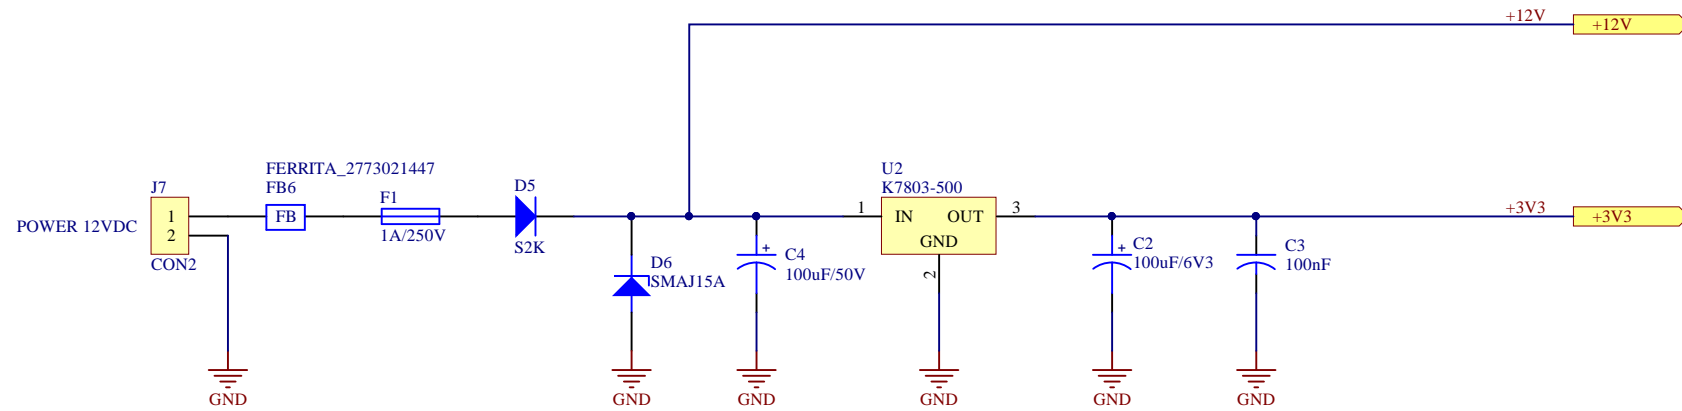 +12V
+12V
FERRITA_2773021447
FB6
FB
F1
1A/250V
D5
S2K
J7
1
2
CON2
POWER 12VDC
D6
SMAJ15A
+
C4
100uF/50V
U2
K7803-500
1
IN
OUT
3
GND
2
+
C2
100uF/6V3
C3
100nF
+3V3
+3V3
GND
GND
GND
GND
GND
GND